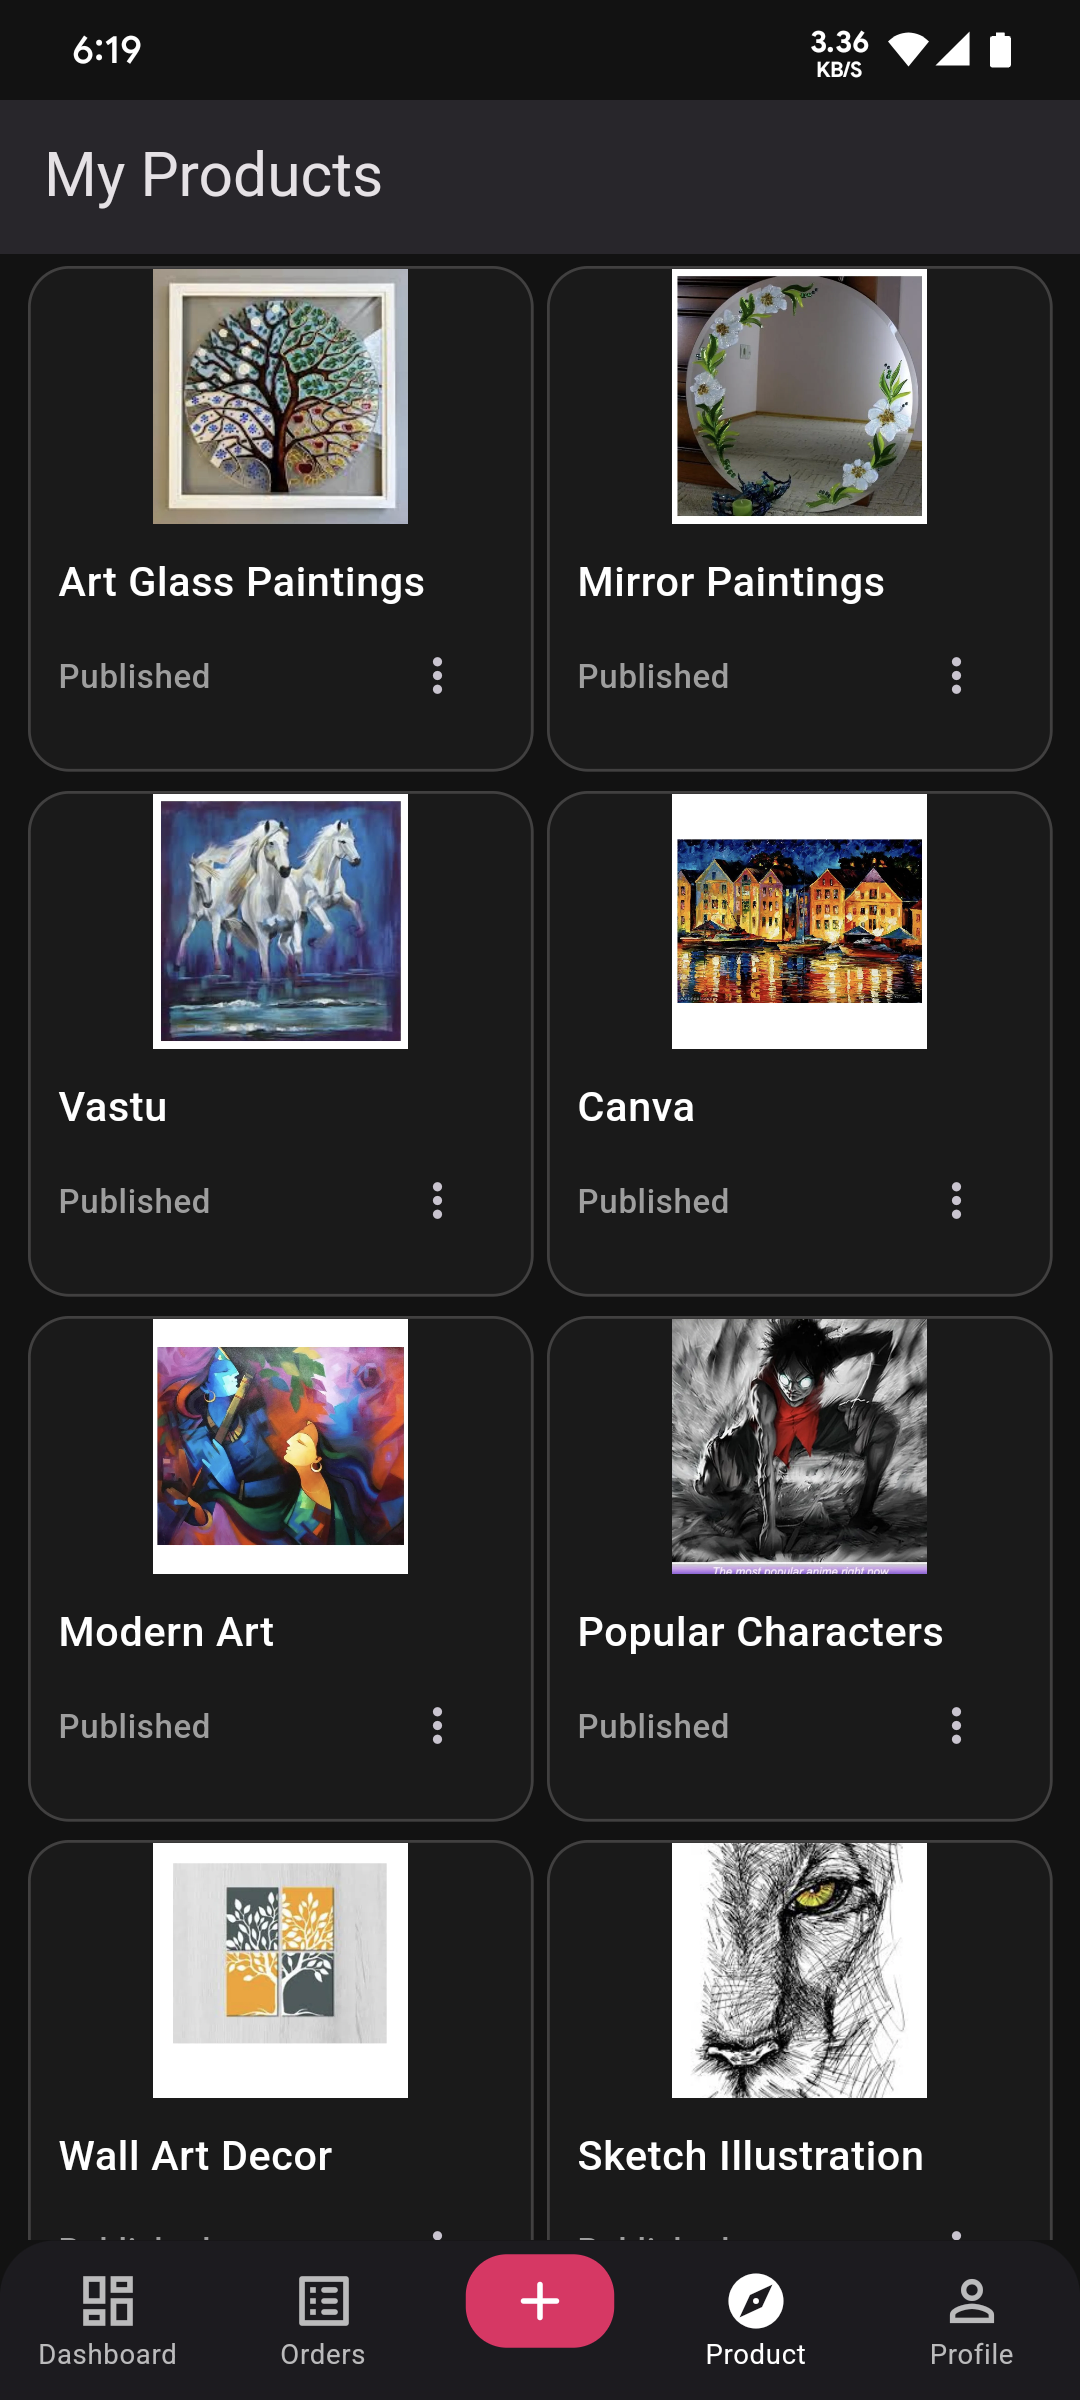 6:19
3.36
KB/S
My Products
Art Glass Paintings
Mirror Paintings
Published
Published
Vastu
Canva
Published
Published
The most popular anime right now
Modern Art
Popular Characters
Published
Published
Wall Art Decor
Sketch Illustration
Dashboard
Orders
Product
Profile